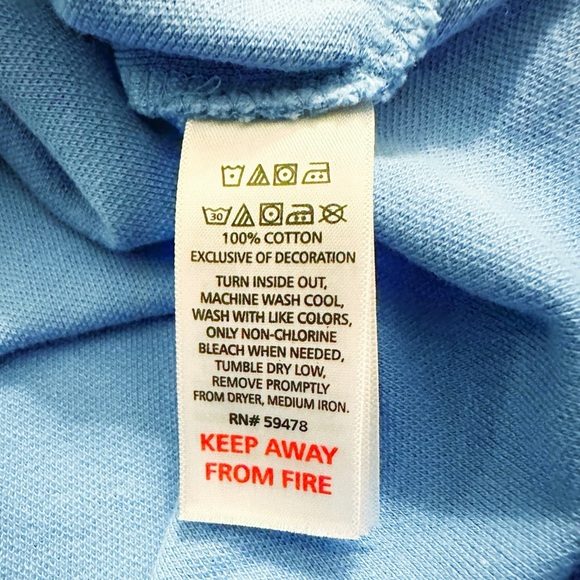 30
100% COTTON
EXCLUSIVE OF DECORATION
TURN INSIDE OUT,
MACHINE WASH COOL,
WASH WITH LIKE COLORS,
ONLY NON-CHLORINE
BLEACH WHEN NEEDED,
TUMBLE DRY LOW,
REMOVE PROMPTLY
FROM DRYER, MEDIUM IRON.
RN# 59478
KEEP AWAY
FROM FIRE